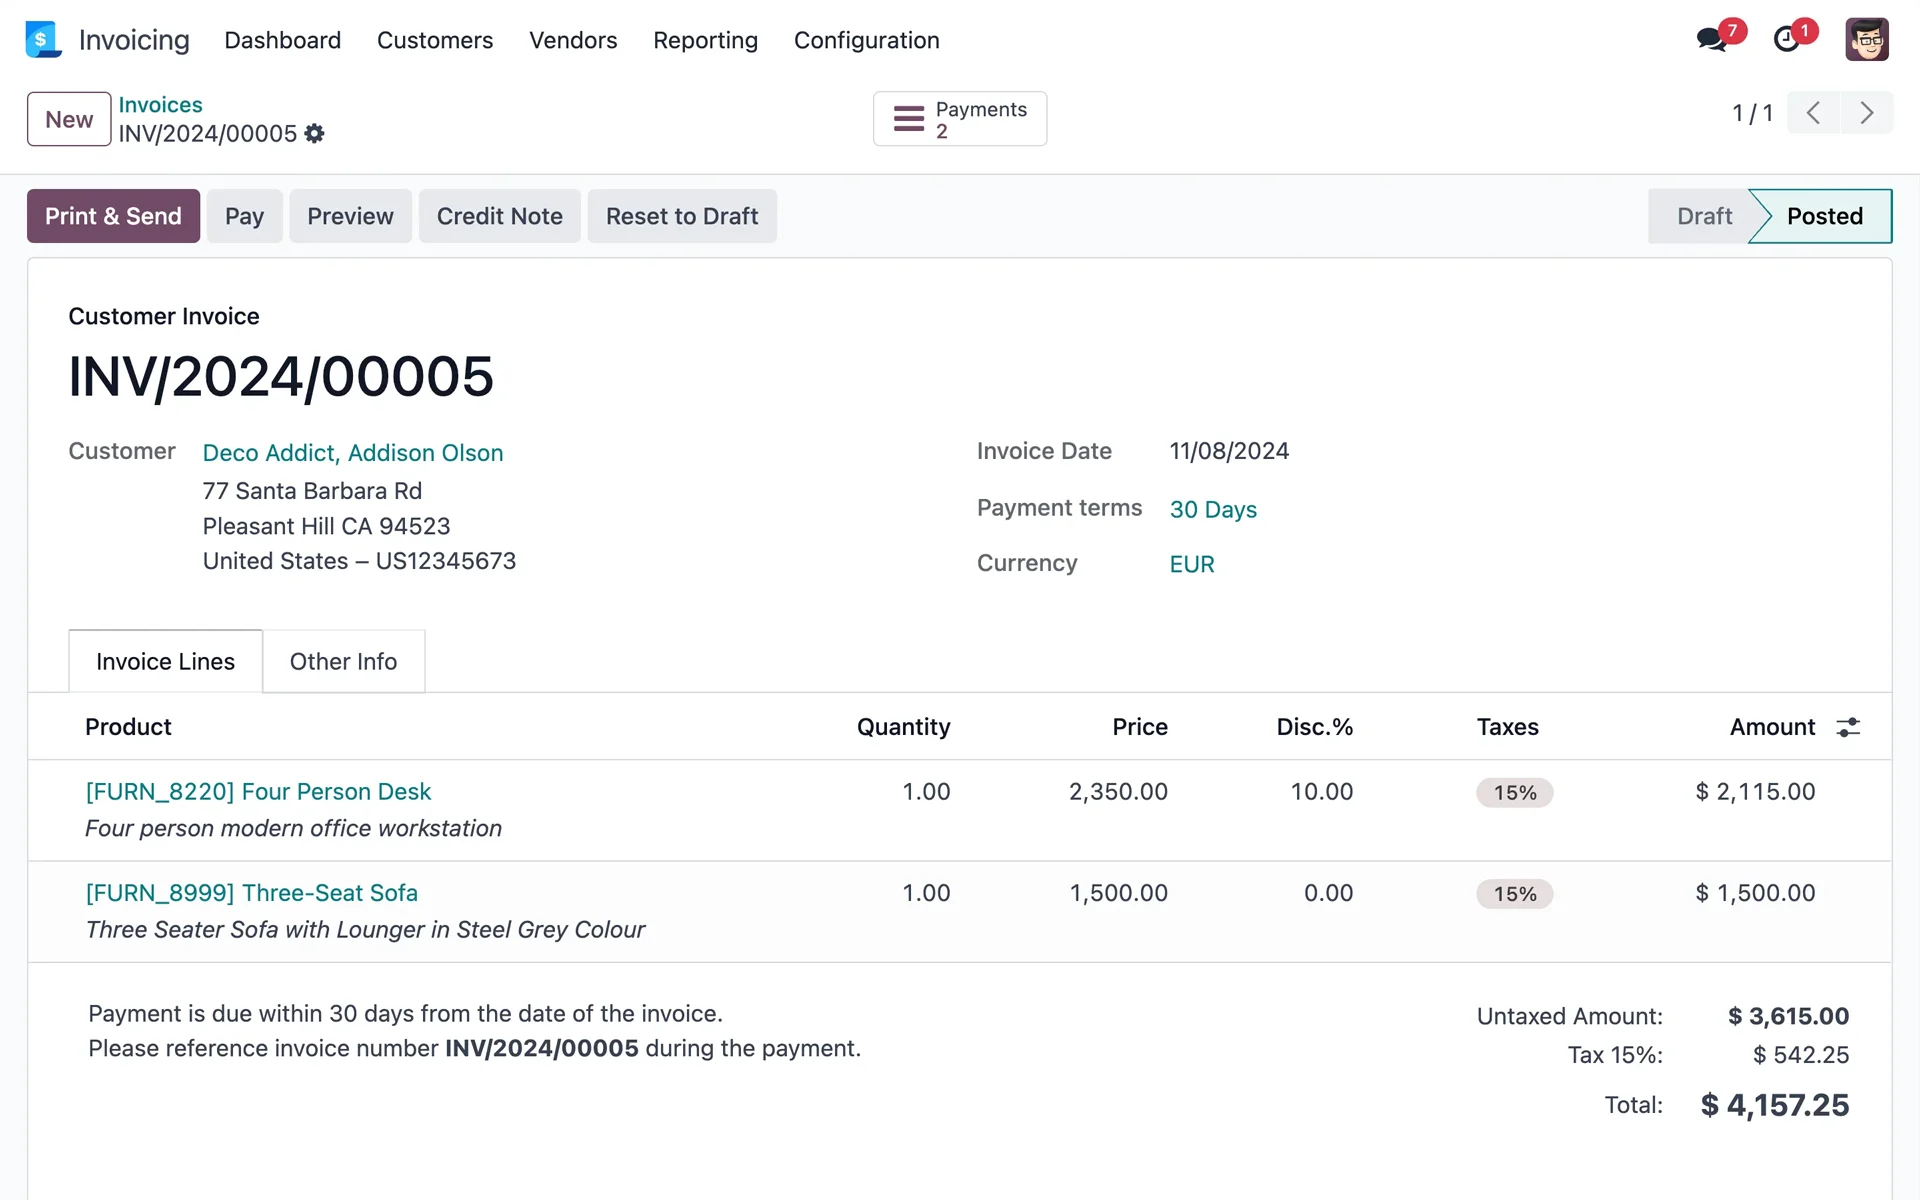 Invoicing Dashboard Customers Vendors Reporting Configuration 7 1
New Invoices
INV/2024/00005
Payments
2
1 / 1
Print & Send Pay Preview Credit Note Reset to Draft Draft Posted
Customer Invoice
INV/2024/00005
Customer Deco Addict, Addison Olson
77 Santa Barbara Rd
Pleasant Hill CA 94523
United States – US12345673
Invoice Date 11/08/2024
Payment terms 30 Days
Currency EUR
Invoice Lines Other Info
Product Quantity Price Disc.% Taxes Amount
[FURN_8220] Four Person Desk 1.00 2,350.00 10.00 15% $ 2,115.00
Four person modern office workstation
[FURN_8999] Three-Seat Sofa 1.00 1,500.00 0.00 15% $ 1,500.00
Three Seater Sofa with Lounger in Steel Grey Colour
Payment is due within 30 days from the date of the invoice.
Please reference invoice number INV/2024/00005 during the payment.
Untaxed Amount: $ 3,615.00
Tax 15%: $ 542.25
Total: $ 4,157.25